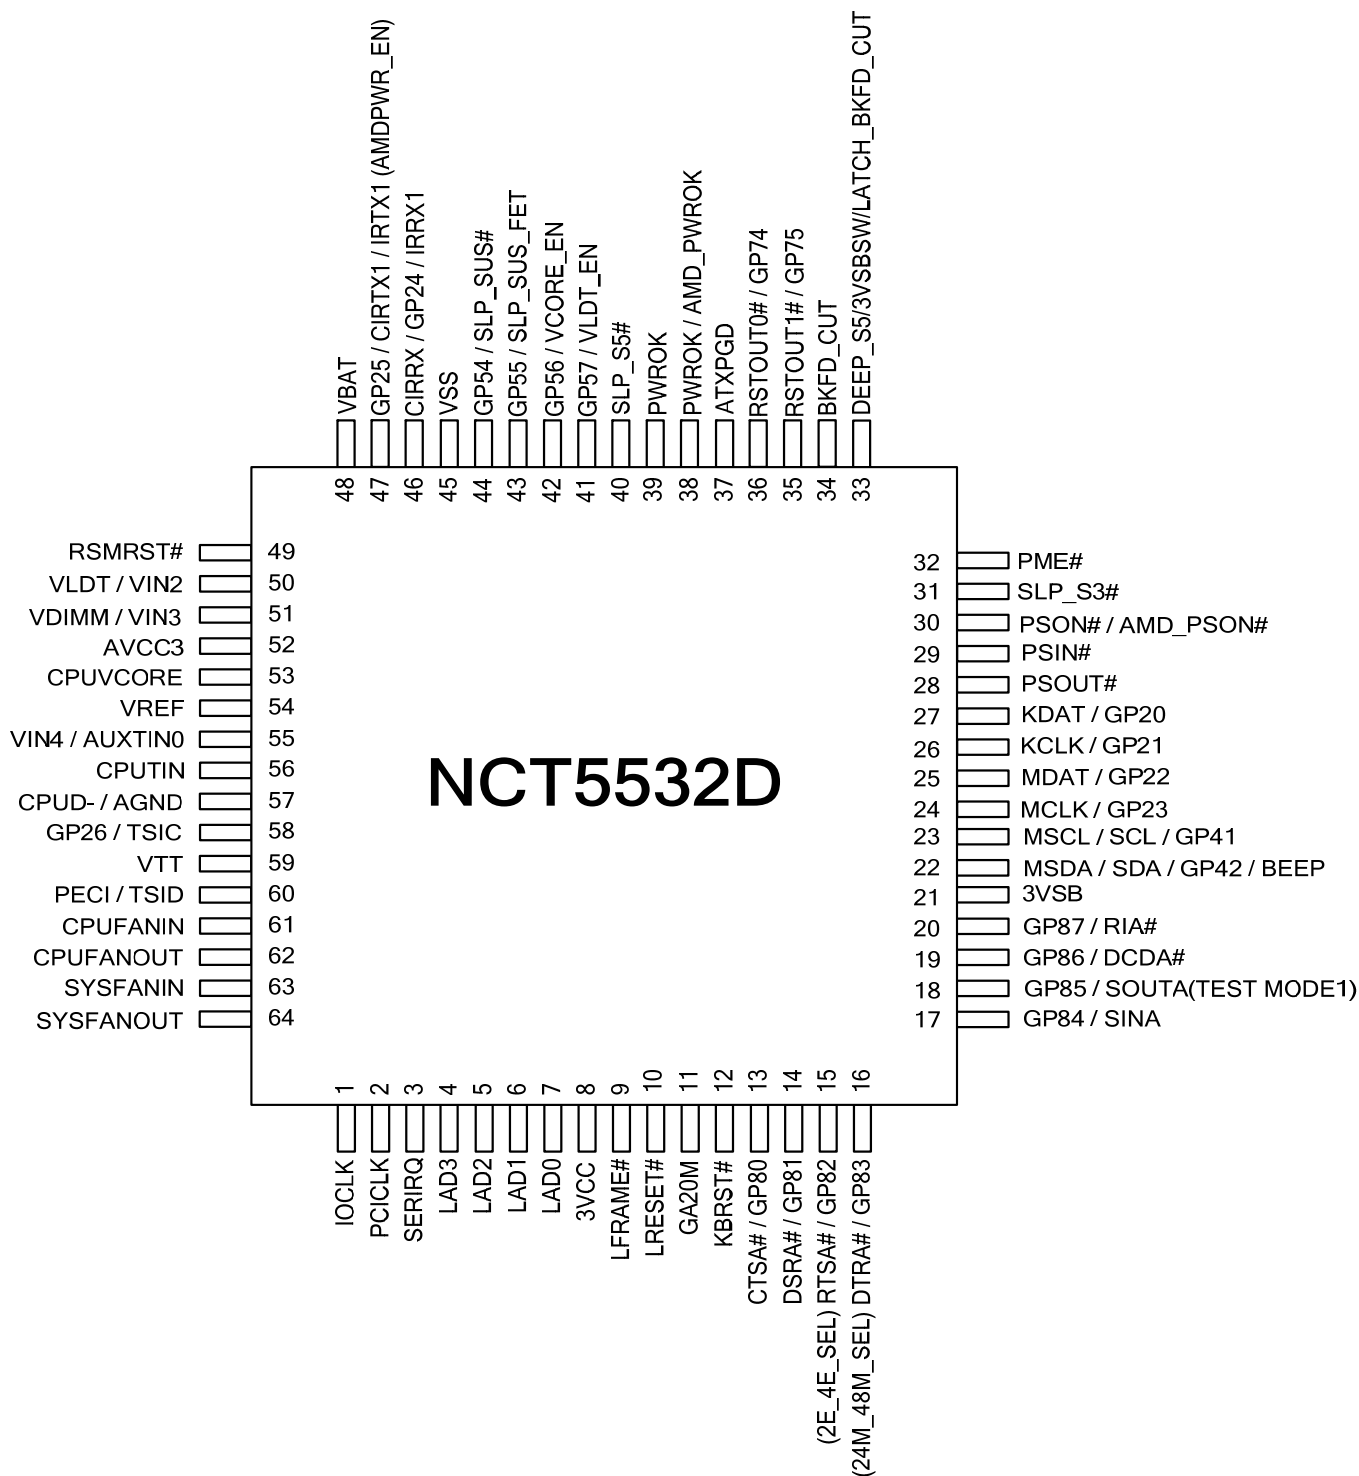 VBAT
GP25 / CIRTX1 / IRTX1 (AMDPWR_EN)
CIRRX / GP24 / IRRX1
VSS
GP54 / SLP_SUS#
GP55 / SLP_SUS_FET
GP56 / VCORE_EN
GP57 / VLDT_EN
SLP_S5#
PWROK
PWROK / AMD_PWROK
ATXPGD
RSTOUT0# / GP74
RSTOUT1# / GP75
BKFD_CUT
DEEP_S5/3VSBSW/LATCH_BKFD_CUT
48
47
46
45
44
43
42
41
40
39
38
37
36
35
34
33
RSMRST# 49
VLDT / VIN2 50
VDIMM / VIN3 51
AVCC3 52
CPUVCORE 53
VREF 54
VIN4 / AUXTIN0 55
CPUTIN 56
CPUD- / AGND 57
GP26 / TSIC 58
VTT 59
PECI / TSID 60
CPUFANIN 61
CPUFANOUT 62
SYSFANIN 63
SYSFANOUT 64
NCT5532D
32 PME#
31 SLP_S3#
30 PSON# / AMD_PSON#
29 PSIN#
28 PSOUT#
27 KDAT / GP20
26 KCLK / GP21
25 MDAT / GP22
24 MCLK / GP23
23 MSCL / SCL / GP41
22 MSDA / SDA / GP42 / BEEP
21 3VSB
20 GP87 / RIA#
19 GP86 / DCDA#
18 GP85 / SOUTA(TEST MODE1)
17 GP84 / SINA
1
2
3
4
5
6
7
8
9
10
11
12
13
14
15
16
IOCLK
PCICLK
SERIRQ
LAD3
LAD2
LAD1
LAD0
3VCC
LFRAME#
LRESET#
GA20M
KBRST#
CTSA# / GP80
DSRA# / GP81
(2E_4E_SEL) RTSA# / GP82
(24M_48M_SEL) DTRA# / GP83